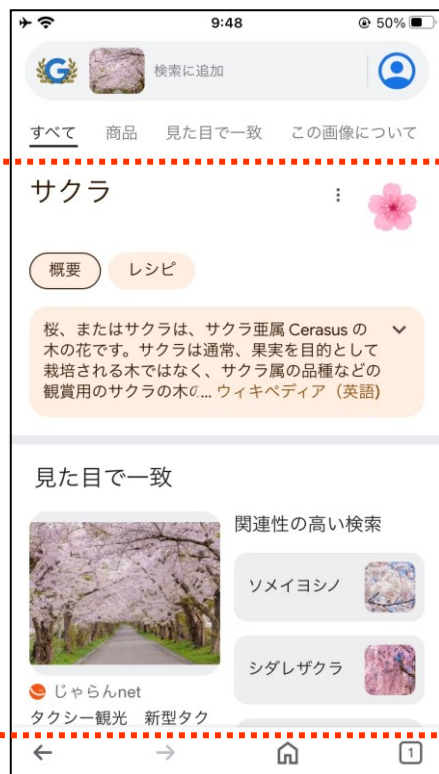 9:48
50%
検索に追加
すべて 商品 見た目で一致 この画像について
サクラ
概要 レシピ
桜、またはサクラは、サクラ亜属 Cerasus の
木の花です。サクラは通常、果実を目的として
栽培される木ではなく、サクラ属の品種などの
観賞用のサクラの木... ウィキペディア（英語)
見た目で一致
関連性の高い検索
ソメイヨシノ
シダレザクラ
じゃらんnet
タクシー観光 新型タク
1